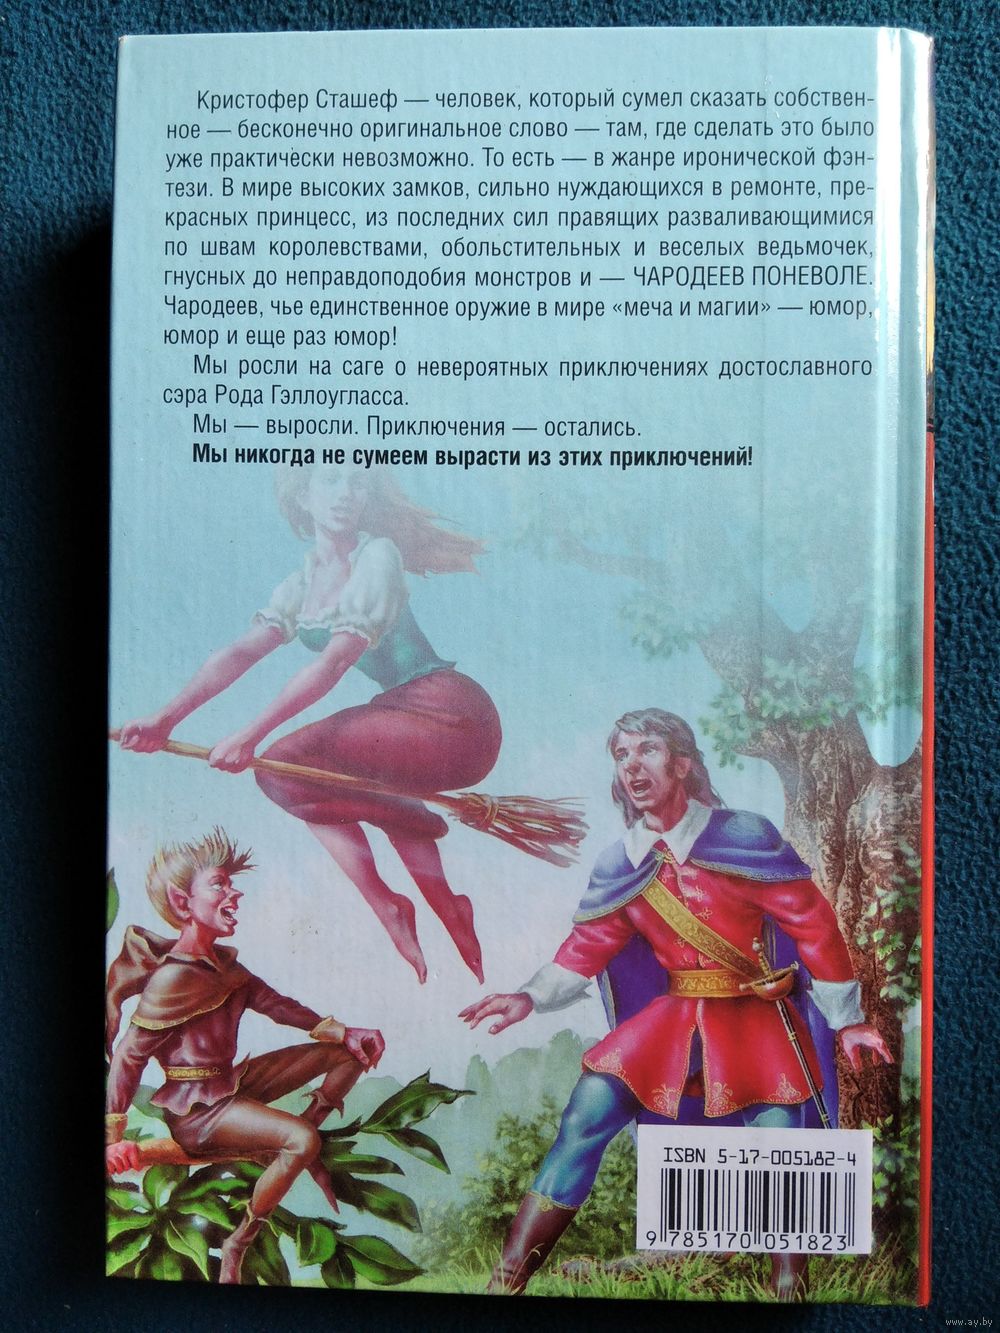 Кристофер Сташеф — человек, который сумел сказать собствен-
ное — бесконечно оригинальное слово — там, где сделать это было
уже практически невозможно. То есть — в жанре иронической фэн-
тези. В мире высоких замков, сильно нуждающихся в ремонте, пре-
красных принцесс, из последних сил правящих разваливающимися
по швам королевствами, обольстительных и веселых ведьмочек,
гнусных до неправдоподобия монстров и — ЧАРОДЕЕВ ПОНЕВОЛЕ.
Чародеев, чье единственное оружие в мире «меча и магии» — юмор,
юмор и еще раз юмор!
Мы росли на саге о невероятных приключениях достославного
сэра Рода Гэллоугласса.
Мы — выросли. Приключения — остались.
Мы никогда не сумеем вырасти из этих приключений!
ISBN 5-17-005182-4
9 785170 051823
www.ay.by